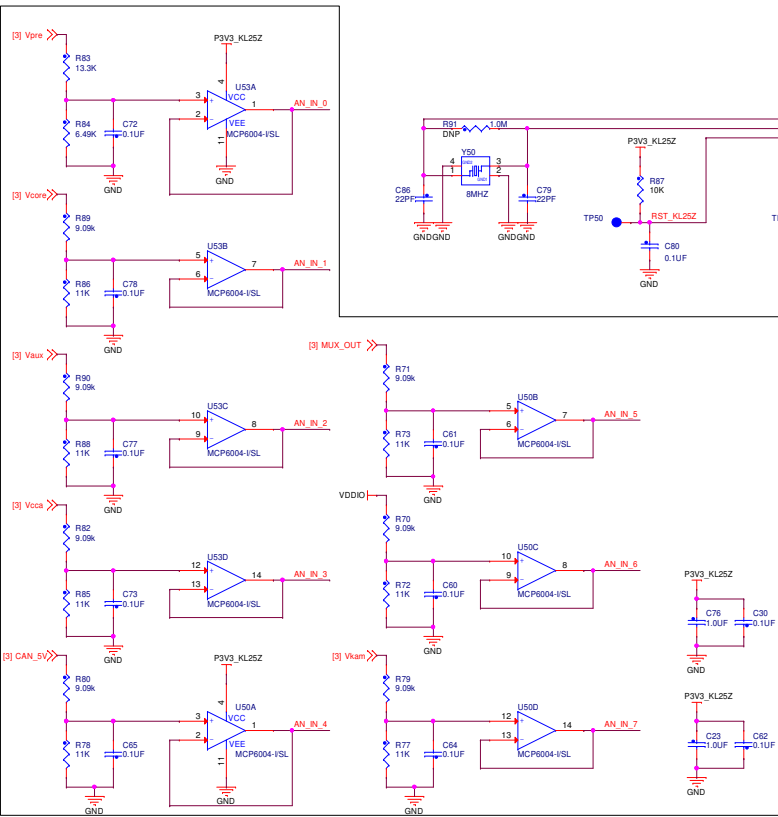 [3] Vpre
R83
13.3K
R84
6.49K
C72
0.1UF
GND
P3V3_KL25Z
U53A
4
VCC
3
+
2
-
1
VEE
11
MCP6004-I/SL
GND
AN_IN_0
[3] Vcore
R89
9.09k
R86
11K
C78
0.1UF
GND
U53B
5
+
6
-
7
MCP6004-I/SL
AN_IN_1
[3] Vaux
R90
9.09k
R88
11K
C77
0.1UF
GND
U53C
10
+
9
-
8
MCP6004-I/SL
AN_IN_2
[3] Vcca
R82
9.09k
R85
11K
C73
0.1UF
GND
U53D
12
+
13
-
14
MCP6004-I/SL
AN_IN_3
[3] CAN_5V
R80
9.09k
R78
11K
C65
0.1UF
GND
P3V3_KL25Z
U50A
4
VCC
3
+
2
-
1
VEE
11
MCP6004-I/SL
GND
AN_IN_4
[3] MUX_OUT
R71
9.09k
R73
11K
C61
0.1UF
GND
U50B
5
+
6
-
7
MCP6004-I/SL
AN_IN_5
VDDIO
R70
9.09k
R72
11K
C60
0.1UF
GND
U50C
10
+
9
-
8
MCP6004-I/SL
AN_IN_6
[3] Vkam
R79
9.09k
R77
11K
C64
0.1UF
GND
U50D
12
+
13
-
14
MCP6004-I/SL
AN_IN_7
R91
1.0M
DNP
Y50
4
3
1
2
8MHZ
C86
22PF
C79
22PF
GND
GND
GND
GND
P3V3_KL25Z
R87
10K
TP50
RST_KL25Z
C80
0.1UF
GND
P3V3_KL25Z
C76
1.0UF
C30
0.1UF
GND
P3V3_KL25Z
C23
1.0UF
C62
0.1UF
GND